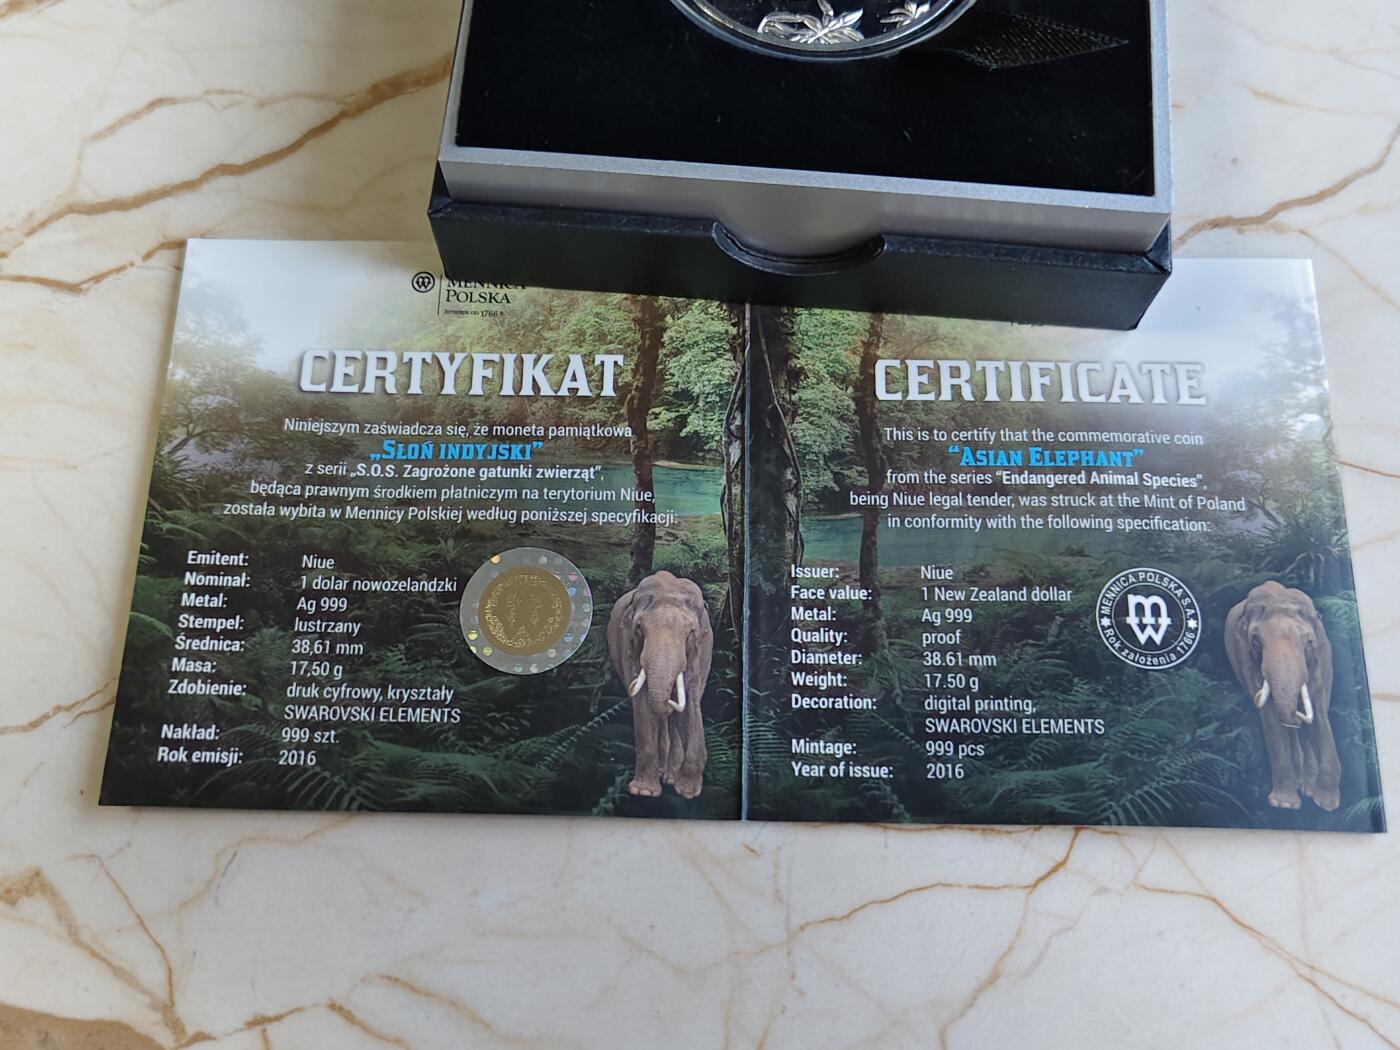 MENNICA
POLSKA
ISTNIEJE OD 1766 R.
CERTYFIKAT
Niniejszym zaświadcza się, że moneta pamiątkowa
„SŁOŃ INDYJSKI”
z serii „S.O.S. Zagrożone gatunki zwierząt”,
będąca prawnym środkiem płatniczym na terytorium Niue,
została wybita w Mennicy Polskiej według poniższej specyfikacji:
Emitent: Niue
Nominał: 1 dolar nowozelandzki
Metal: Ag 999
Stempel: lustrzany
Średnica: 38,61 mm
Masa: 17,50 g
Zdobienie: druk cyfrowy, kryształy
SWAROVSKI ELEMENTS
Nakład: 999 szt.
Rok emisji: 2016
CERTIFICATE
This is to certify that the commemorative coin
“ASIAN ELEPHANT”
from the series “Endangered Animal Species”,
being Niue legal tender, was struck at the Mint of Poland
in conformity with the following specification:
Issuer: Niue
Face value: 1 New Zealand dollar
Metal: Ag 999
Quality: proof
Diameter: 38.61 mm
Weight: 17.50 g
Decoration: digital printing,
SWAROVSKI ELEMENTS
Mintage: 999 pcs
Year of issue: 2016
MENNICA POLSKA S.A.
Rok założenia 1766